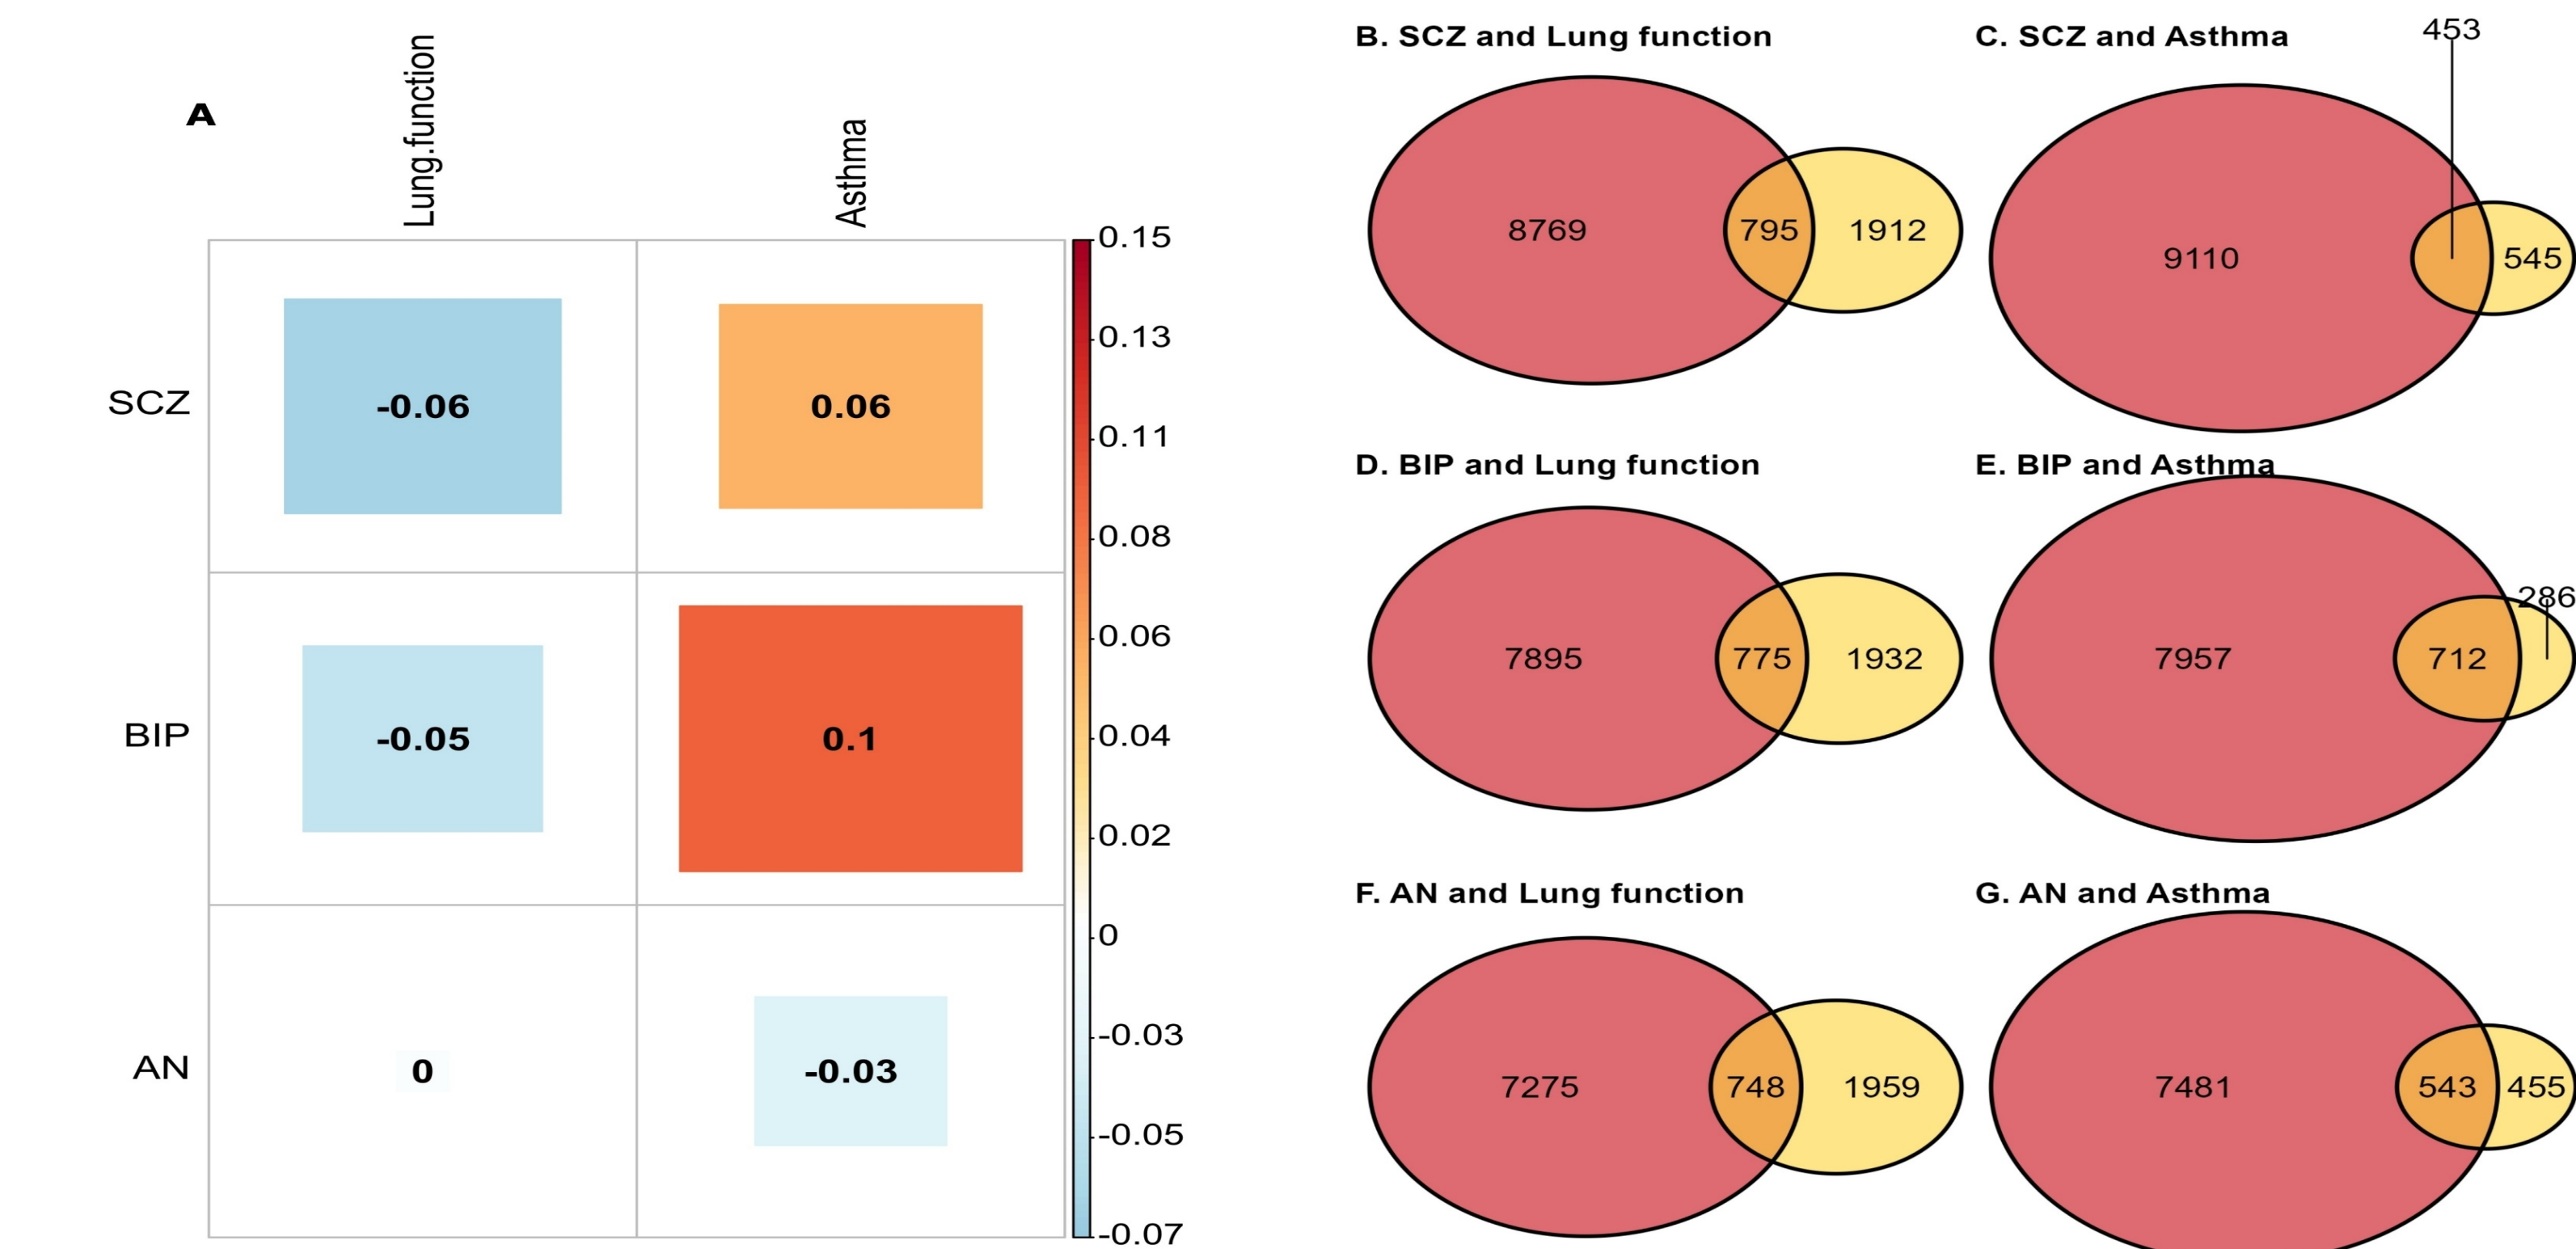 A
Lung.function
Asthma
SCZ
BIP
AN
-0.06
0.06
-0.05
0.1
0
-0.03
0.15
0.13
0.11
0.08
0.06
0.04
0.02
0
-0.03
-0.05
-0.07
B. SCZ and Lung function
8769
795
1912
C. SCZ and Asthma
453
9110
545
D. BIP and Lung function
7895
775
1932
E. BIP and Asthma
286
7957
712
F. AN and Lung function
7275
748
1959
G. AN and Asthma
7481
543
455